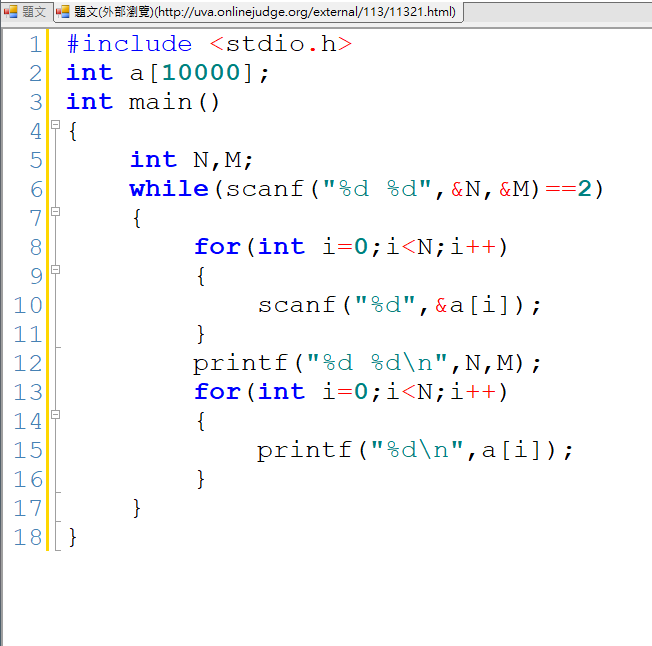 題文 題文(外部瀏覽)(http://uva.onlinejudge.org/external/113/11321.html)
1 #include <stdio.h>
2 int a[10000];
3 int main()
4 {
5     int N,M;
6     while(scanf("%d %d",&N,&M)==2)
7     {
8         for(int i=0;i<N;i++)
9         {
10             scanf("%d",&a[i]);
11         }
12         printf("%d %d\n",N,M);
13         for(int i=0;i<N;i++)
14         {
15             printf("%d\n",a[i]);
16         }
17     }
18 }